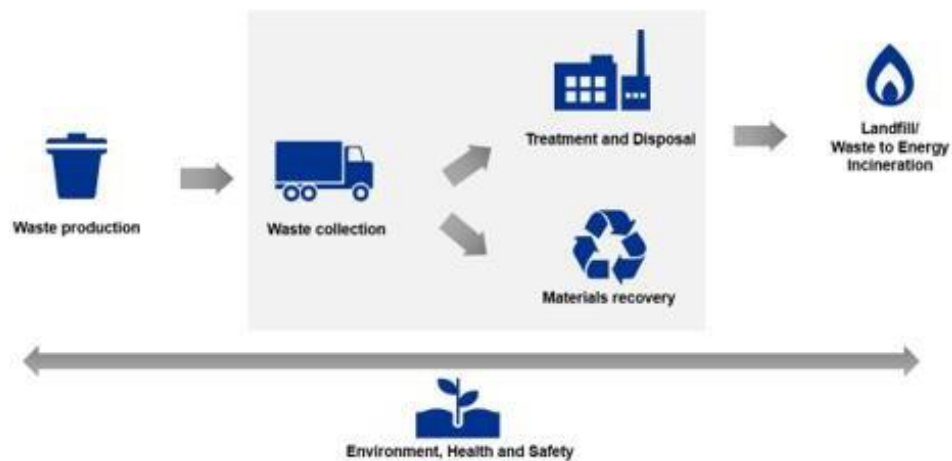 Waste production
Waste collection
Treatment and Disposal
Materials recovery
Landfill/
Waste to Energy
Incineration
Environment, Health and Safety